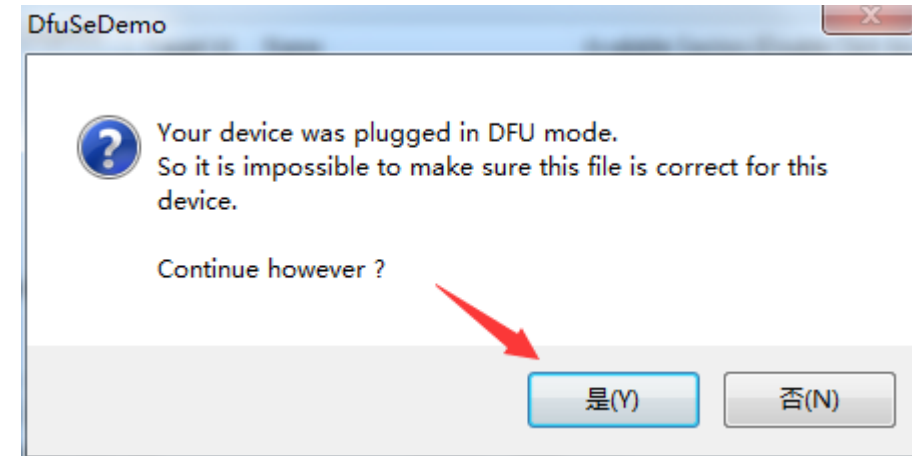 DfuSeDemo
Your device was plugged in DFU mode.
So it is impossible to make sure this file is correct for this
device.
Continue however ?
是(Y)
否(N)